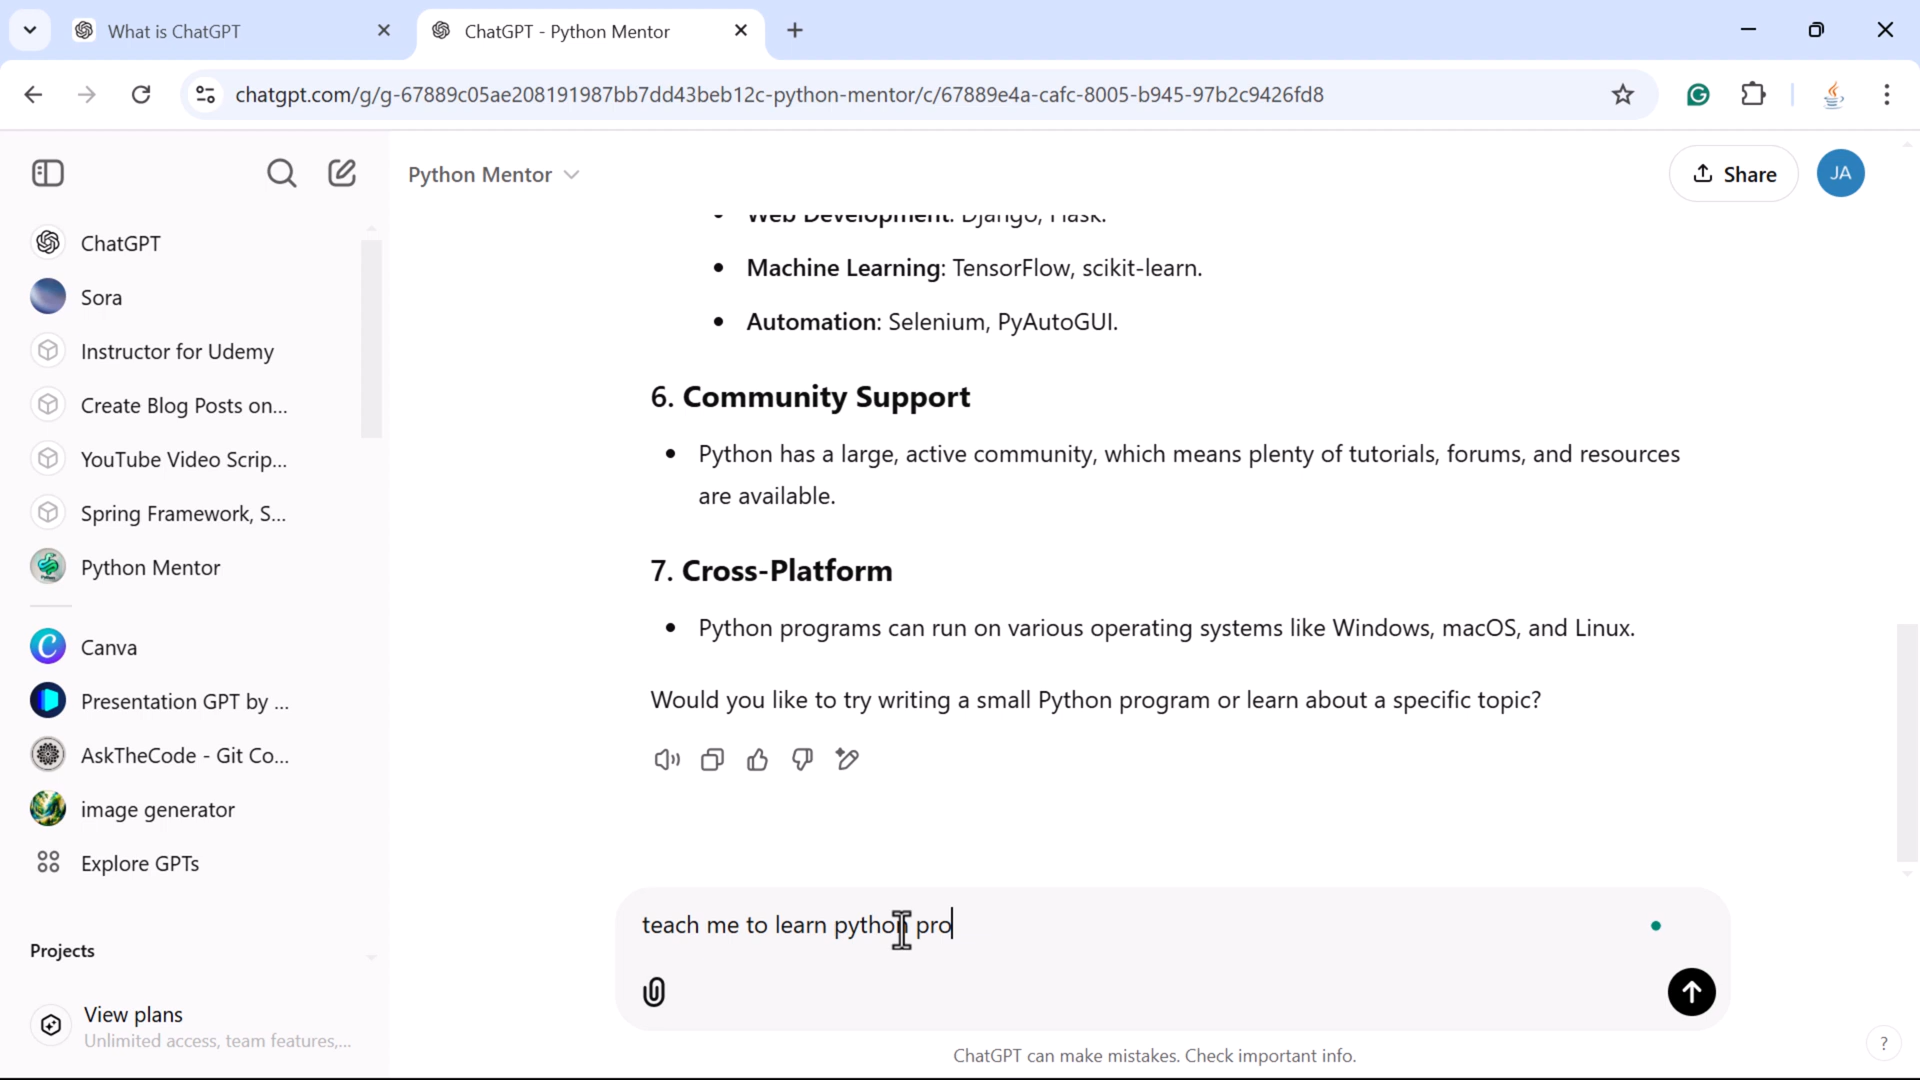 What is ChatGPT
ChatGPT - Python Mentor
chatgpt.com/g/g-67889c05ae208191987bb7dd43beb12c-python-mentor/c/67889e4a-cafc-8005-b945-97b2c9426fd8
Python Mentor
Share
JA
ChatGPT
Sora
Instructor for Udemy
Create Blog Posts on...
YouTube Video Scrip...
Spring Framework, S...
Python Mentor
Canva
Presentation GPT by ...
AskTheCode - Git Co...
image generator
Explore GPTs
Projects
View plans
Unlimited access, team features,...
Web Development: Django, Flask.
Machine Learning: TensorFlow, scikit-learn.
Automation: Selenium, PyAutoGUI.
6. Community Support
Python has a large, active community, which means plenty of tutorials, forums, and resources
are available.
7. Cross-Platform
Python programs can run on various operating systems like Windows, macOS, and Linux.
Would you like to try writing a small Python program or learn about a specific topic?
teach me to learn python pro
ChatGPT can make mistakes. Check important info.
?